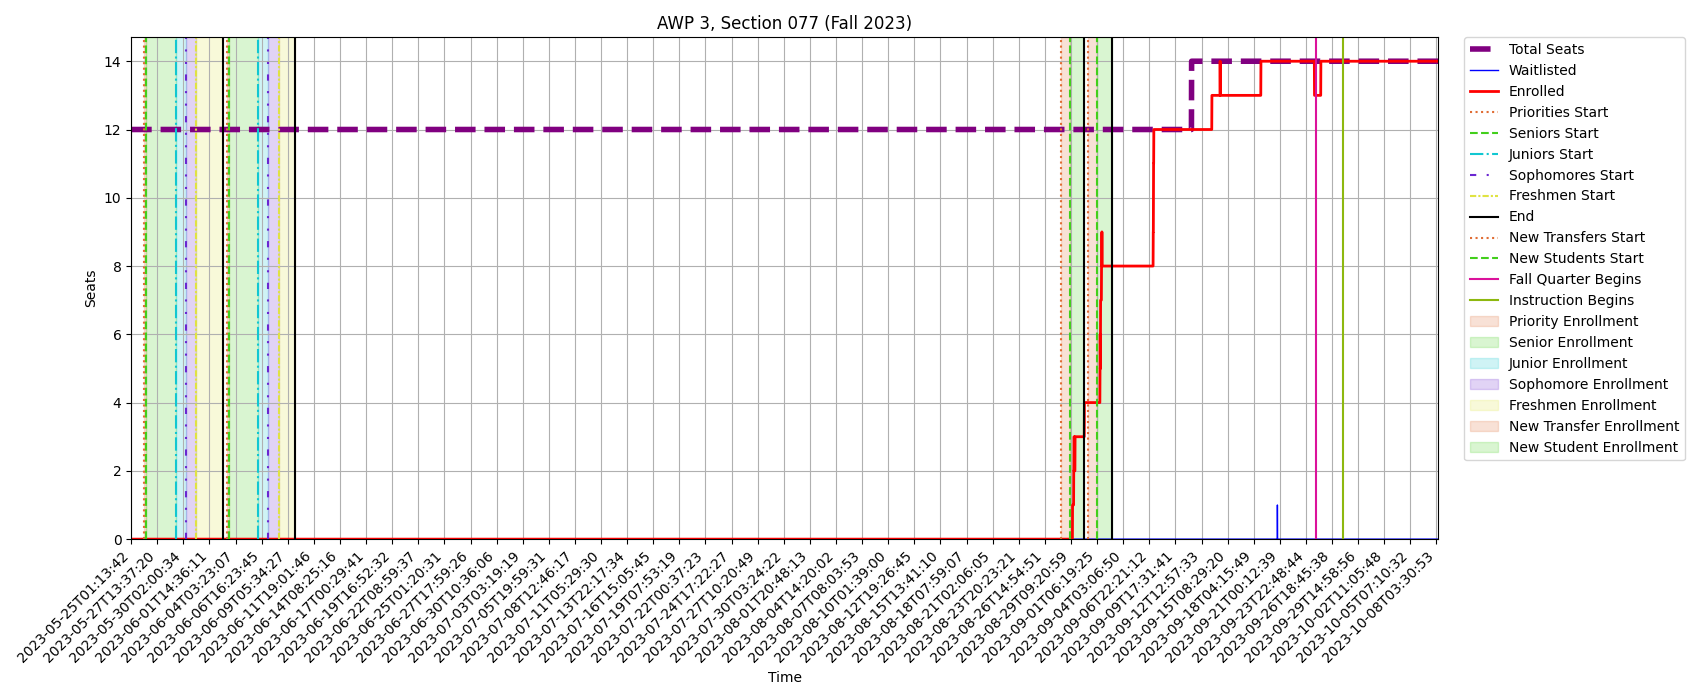 AWP 3, Section 077 (Fall 2023)
Seats
14
12
10
8
6
4
2
0
2023-05-25T01:13:42
2023-05-27T13:37:20
2023-05-30T02:00:34
2023-06-01T14:36:11
2023-06-04T03:23:07
2023-06-06T16:23:45
2023-06-09T05:34:27
2023-06-11T19:01:46
2023-06-14T08:25:16
2023-06-17T00:29:41
2023-06-19T16:52:32
2023-06-22T08:59:37
2023-06-25T01:20:31
2023-06-27T17:59:26
2023-06-30T10:36:06
2023-07-03T03:19:19
2023-07-05T19:59:31
2023-07-08T12:46:17
2023-07-11T05:29:30
2023-07-13T22:17:34
2023-07-16T15:05:45
2023-07-19T07:53:19
2023-07-22T00:37:23
2023-07-24T17:22:27
2023-07-27T10:20:49
2023-07-30T03:24:22
2023-08-01T20:48:13
2023-08-04T14:20:02
2023-08-07T08:03:53
2023-08-10T01:39:00
2023-08-12T19:26:45
2023-08-15T13:41:10
2023-08-18T07:59:07
2023-08-21T02:06:05
2023-08-23T20:23:21
2023-08-26T14:54:51
2023-08-29T09:20:59
2023-09-01T06:19:25
2023-09-04T03:06:50
2023-09-06T22:21:12
2023-09-09T17:31:41
2023-09-12T12:57:33
2023-09-15T08:29:20
2023-09-18T04:15:49
2023-09-21T00:12:39
2023-09-23T22:48:44
2023-09-26T18:45:38
2023-09-29T14:58:56
2023-10-02T11:05:48
2023-10-05T07:10:32
2023-10-08T03:30:53
Time
Total Seats
Waitlisted
Enrolled
Priorities Start
Seniors Start
Juniors Start
Sophomores Start
Freshmen Start
End
New Transfers Start
New Students Start
Fall Quarter Begins
Instruction Begins
Priority Enrollment
Senior Enrollment
Junior Enrollment
Sophomore Enrollment
Freshmen Enrollment
New Transfer Enrollment
New Student Enrollment